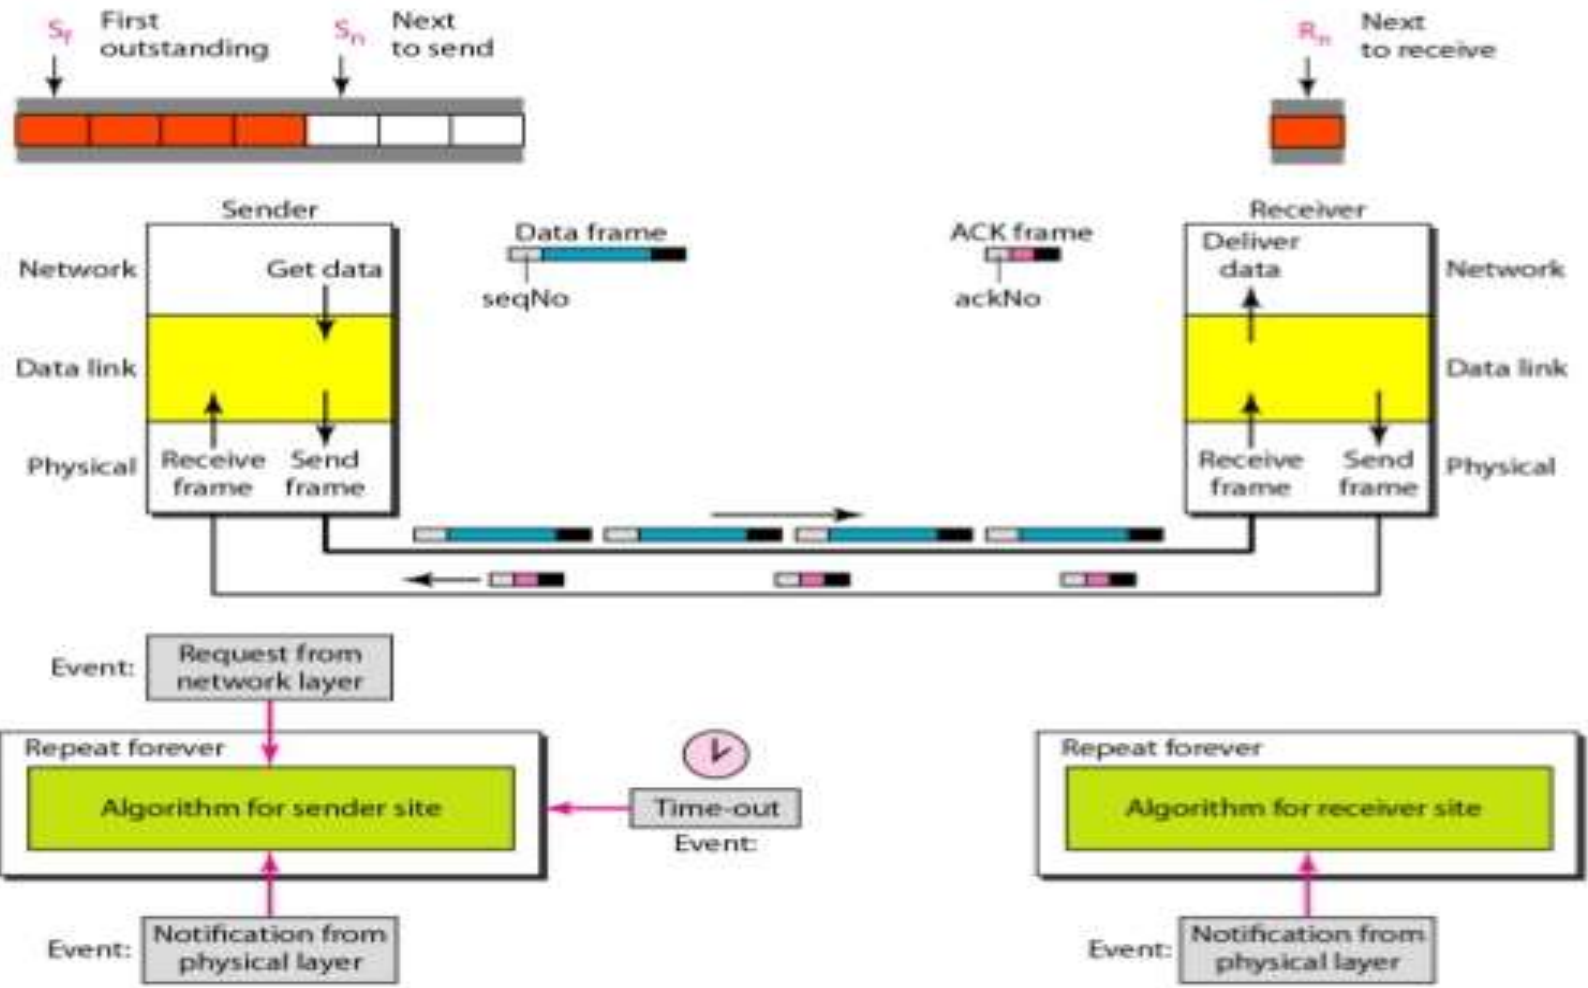 Sf First
outstanding
Sn Next
to send
Rn Next
to receive
Sender
Network
Get data
Data link
Physical
Receive
frame
Send
frame
Data frame
seqNo
ACK frame
ackNo
Receiver
Deliver
data
Network
Data link
Receive
frame
Send
frame
Physical
Event:
Request from
network layer
Repeat forever
Algorithm for sender site
Time-out
Event:
Event:
Notification from
physical layer
Repeat forever
Algorithm for receiver site
Event:
Notification from
physical layer